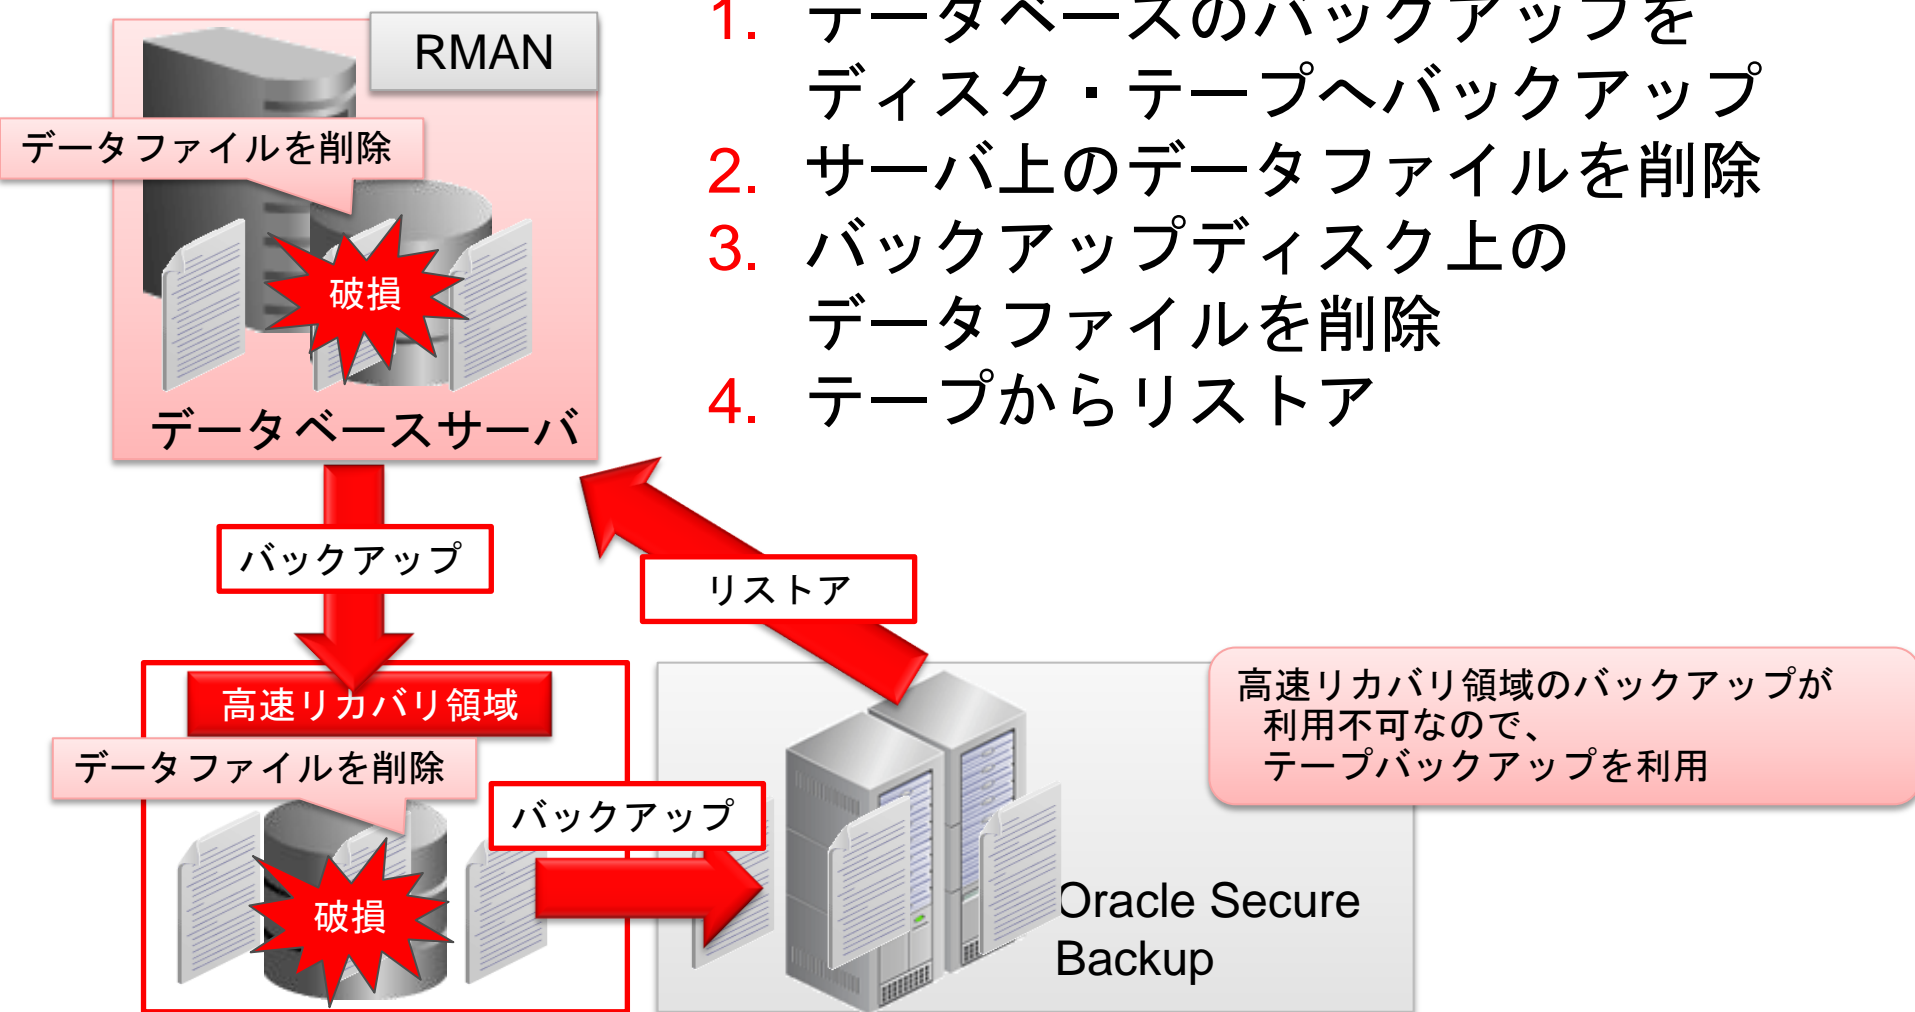 1. データベースのバックアップを
ディスク・テープへバックアップ
2. サーバ上のデータファイルを削除
3. バックアップディスク上の
データファイルを削除
4. テープからリストア
RMAN
データファイルを削除
破損
データベースサーバ
バックアップ
リストア
高速リカバリ領域
データファイルを削除
破損
バックアップ
Oracle Secure
Backup
高速リカバリ領域のバックアップが
利用不可なので、
テープバックアップを利用